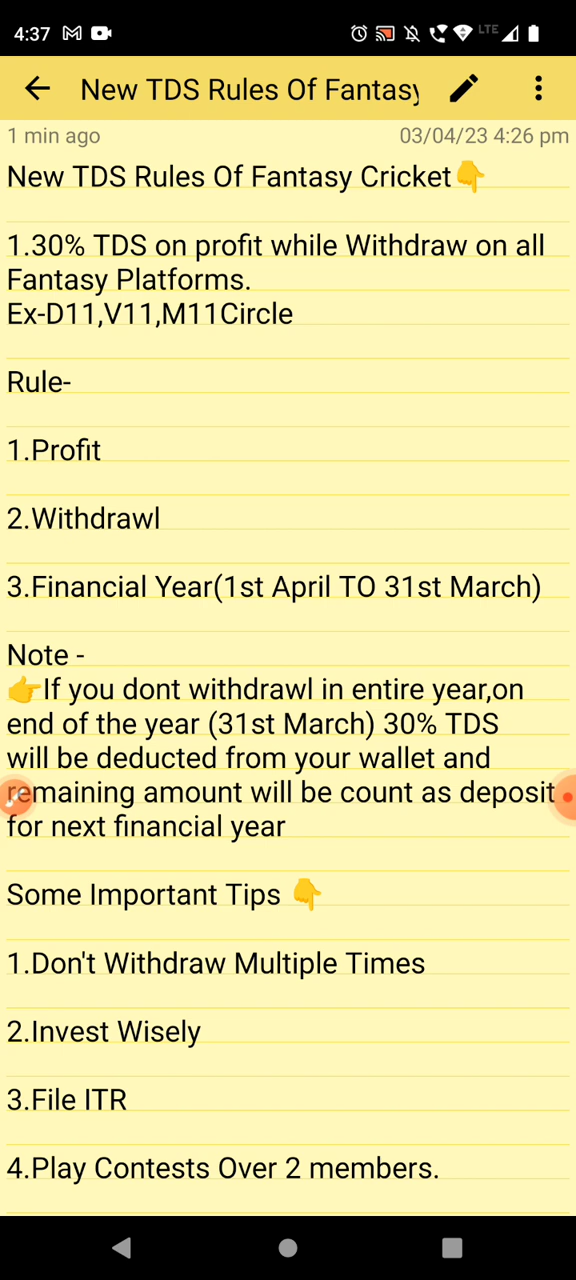 4:37
LTE
New TDS Rules Of Fantasy
1 min ago
03/04/23 4:26 pm
New TDS Rules Of Fantasy Cricket👇
1.30% TDS on profit while Withdraw on all
Fantasy Platforms.
Ex-D11,V11,M11Circle
Rule-
1.Profit
2.Withdrawl
3.Financial Year(1st April TO 31st March)
Note -
👉If you dont withdrawl in entire year,on
end of the year (31st March) 30% TDS
will be deducted from your wallet and
remaining amount will be count as deposit
for next financial year
Some Important Tips 👇
1.Don't Withdraw Multiple Times
2.Invest Wisely
3.File ITR
4.Play Contests Over 2 members.